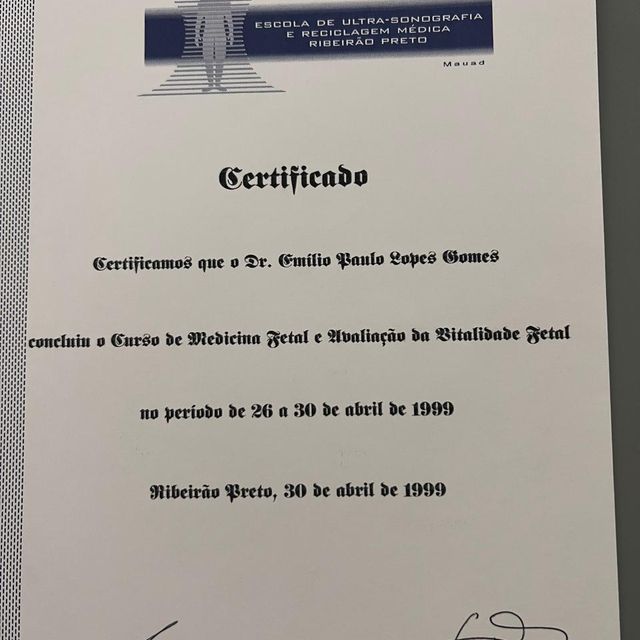 ESCOLA DE ULTRA-SONOGRAFIA
E RECICLAGEM MÉDICA
RIBEIRÃO PRETO
Mauad
Certificado
Certificamos que o Dr. Emílio Paulo Lopes Gomes
concluiu o Curso de Medicina Fetal e Avaliação da Vitalidade Fetal
no período de 26 a 30 de abril de 1999
Ribeirão Preto, 30 de abril de 1999